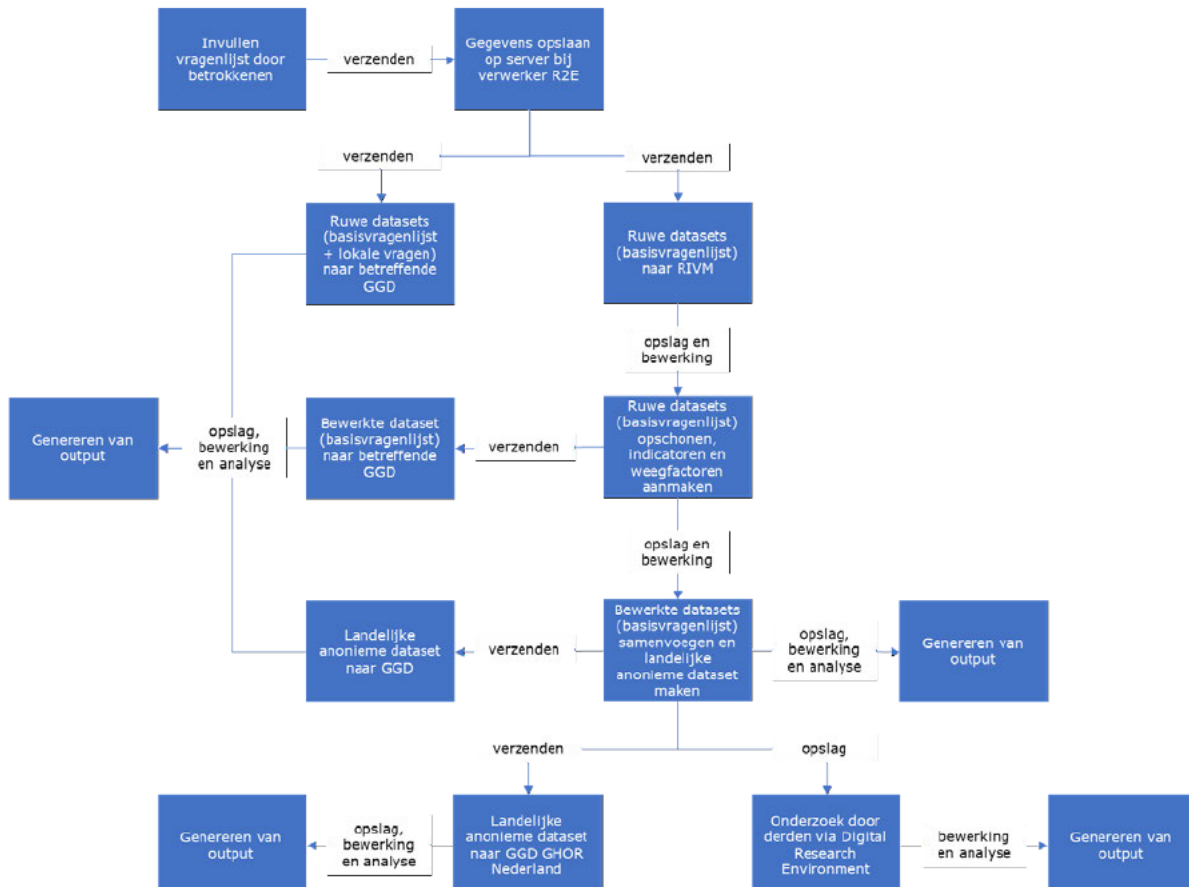 Invullen
vragenlijst door
betrokkenen
verzenden
Gegevens opslaan
op server bij
verwerker R2E
verzenden
verzenden
Ruwe datasets
(basisvragenlijst
+ lokale vragen)
naar betreffende
GGD
Ruwe datasets
(basisvragenlijst)
naar RIVM
opslag en
bewerking
Genereren van
output
opslag,
bewerking
en analyse
Bewerkte dataset
(basisvragenlijst)
naar betreffende
GGD
verzenden
Ruwe datasets
(basisvragenlijst)
opschonen,
indicatoren en
weegfactoren
aanmaken
opslag en
bewerking
Landelijke
anonieme dataset
naar GGD
verzenden
Bewerkte datasets
(basisvragenlijst)
samenvoegen en
landelijke
anonieme dataset
maken
opslag,
bewerking
en analyse
Genereren van
output
verzenden
opslag
Genereren van
output
opslag,
bewerking
en analyse
Landelijke
anonieme dataset
naar GGD GHOR
Nederland
Onderzoek door
derden via Digital
Research
Environment
bewerking
en analyse
Genereren van
output